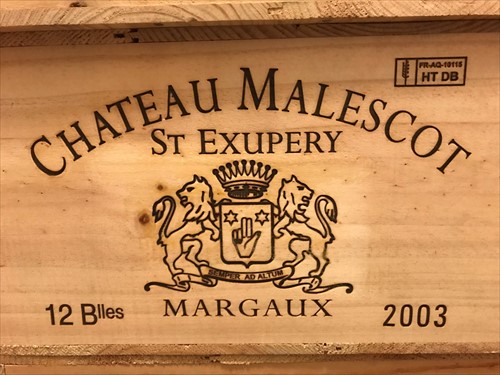 FR-AQ-10115
HT DB
CHATEAU MALESCOT
ST EXUPERY
SEMPER AD ALTUM
MARGAUX
12 Blles
2003